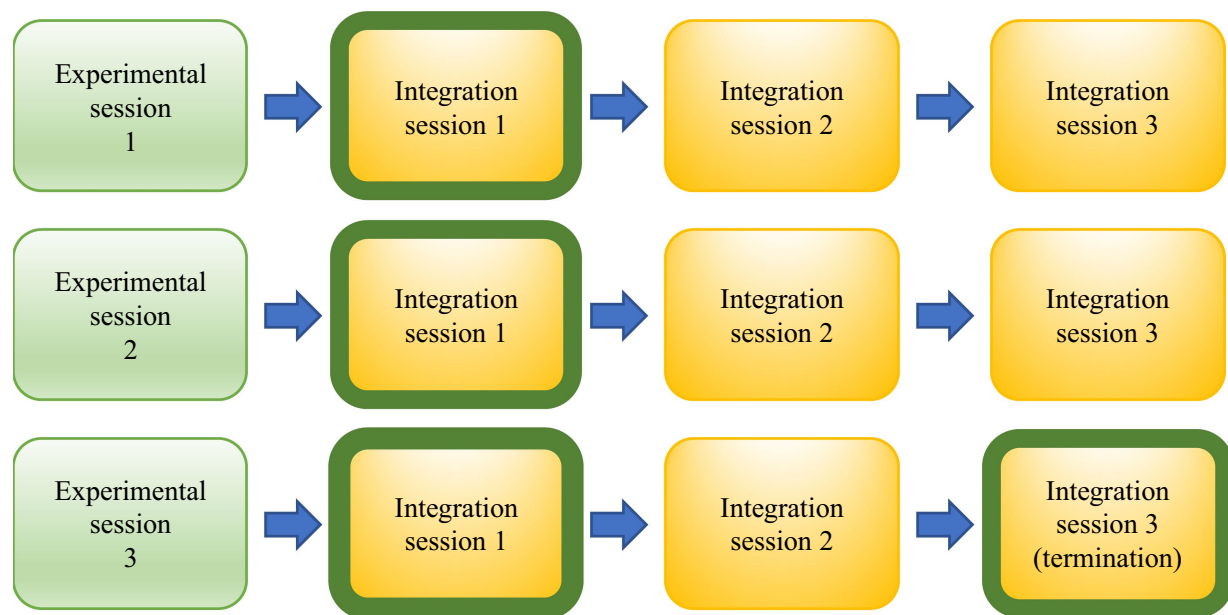 Experimental
session
1
Integration
session 1
Integration
session 2
Integration
session 3
Experimental
session
2
Integration
session 1
Integration
session 2
Integration
session 3
Experimental
session
3
Integration
session 1
Integration
session 2
Integration
session 3
(termination)